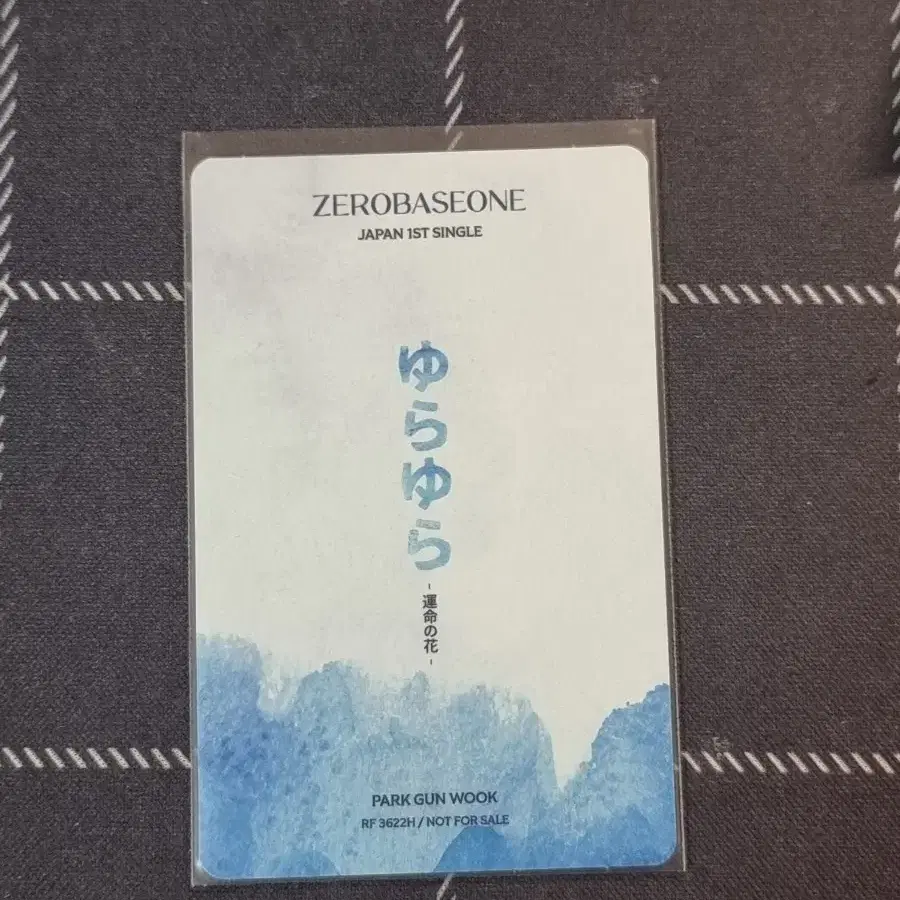 ZEROBASEONE
JAPAN 1ST SINGLE
ゆらゆら
-運命の花-
PARK GUN WOOK
RF 3622H / NOT FOR SALE